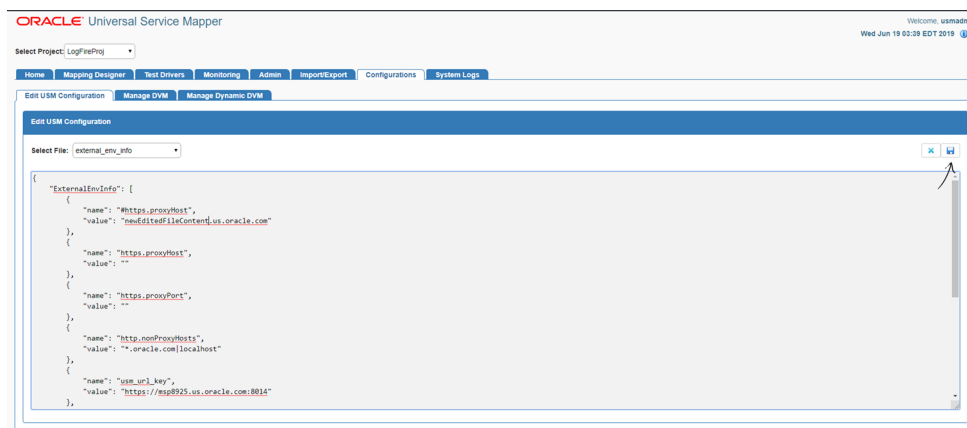 ORACLE Universal Service Mapper
Welcome, usmadm
Wed Jun 19 03:39 EDT 2019
Select Project: LogFireProj
Home Mapping Designer Test Drivers Monitoring Admin Import/Export Configurations System Logs
Edit USM Configuration Manage DVM Manage Dynamic DVM
Edit USM Configuration
Select File: external_env_info
{
"ExternalEnvInfo": [
{
"name": "#https.proxyHost",
"value": "newEditedFileContent.us.oracle.com"
},
{
"name": "https.proxyHost",
"value": ""
},
{
"name": "https.proxyPort",
"value": ""
},
{
"name": "http.nonProxyHosts",
"value": "*.oracle.com|localhost"
},
{
"name": "usm_url_key",
"value": "https://msp8925.us.oracle.com:8014"
},